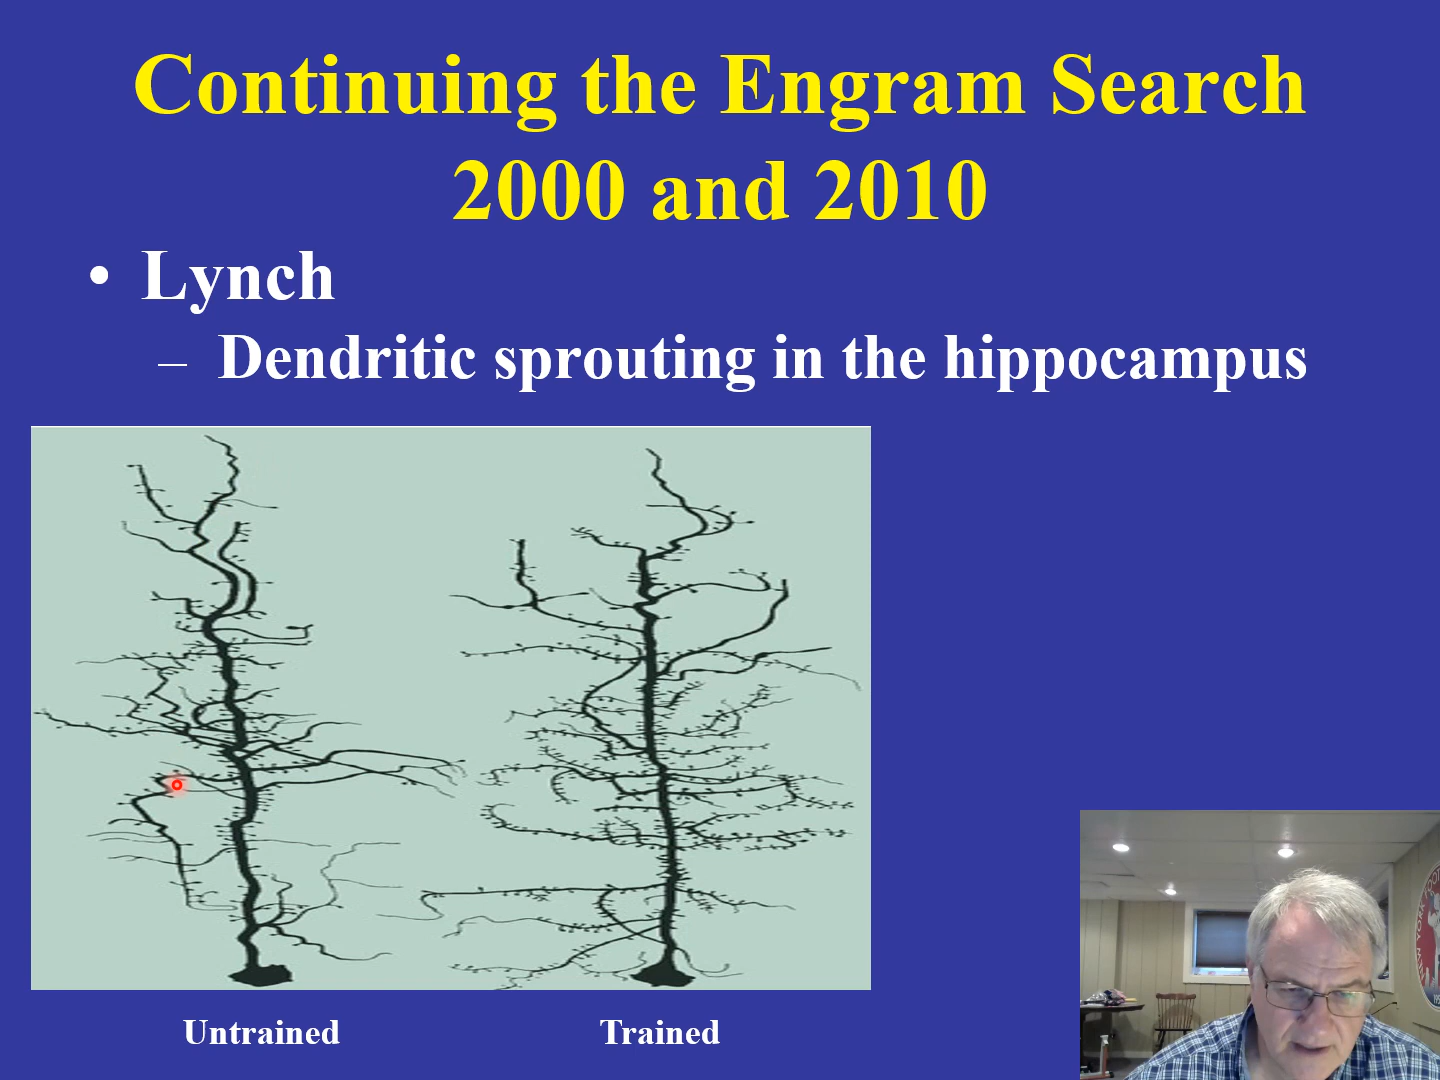 Continuing the Engram Search
2000 and 2010
• Lynch
– Dendritic sprouting in the hippocampus
Untrained
Trained